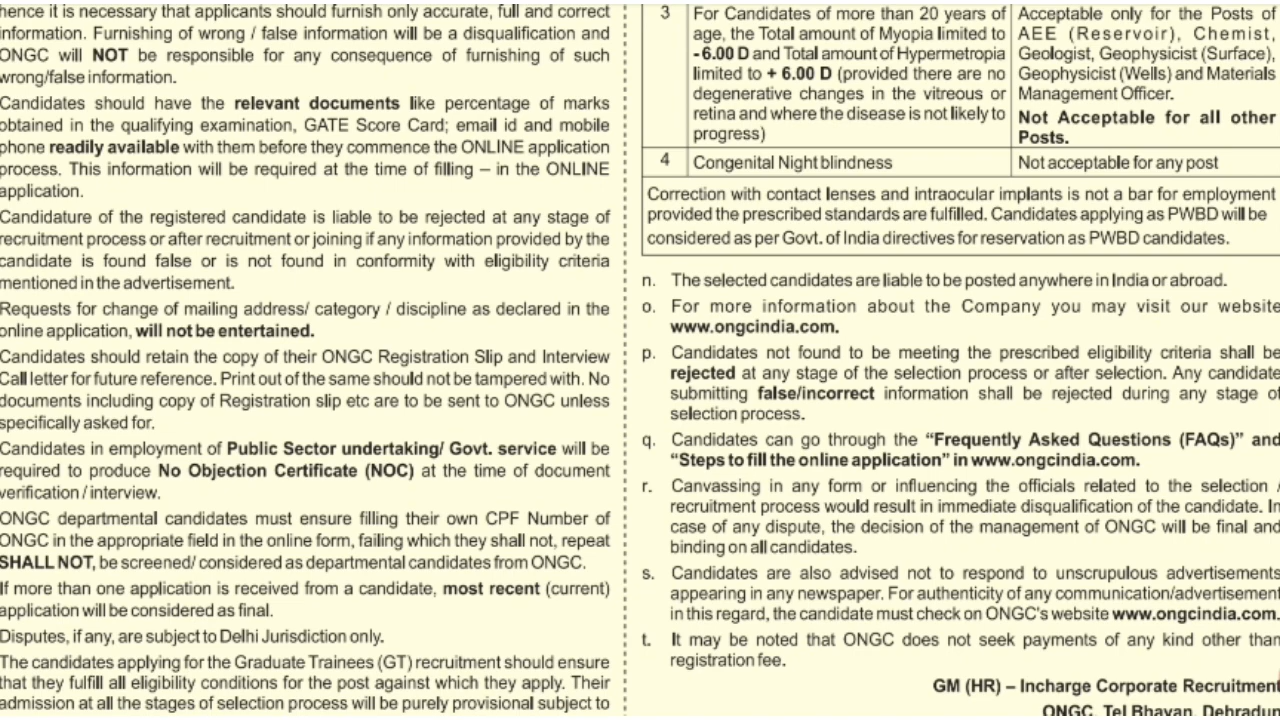 hence it is necessary that applicants should furnish only accurate, full and correct
information. Furnishing of wrong / false information will be a disqualification and
ONGC will NOT be responsible for any consequence of furnishing of such
wrong/false information.
Candidates should have the relevant documents like percentage of marks
obtained in the qualifying examination, GATE Score Card; email id and mobile
phone readily available with them before they commence the ONLINE application
process. This information will be required at the time of filling – in the ONLINE
application.
Candidature of the registered candidate is liable to be rejected at any stage of
recruitment process or after recruitment or joining if any information provided by the
candidate is found false or is not found in conformity with eligibility criteria
mentioned in the advertisement.
Requests for change of mailing address/ category / discipline as declared in the
online application, will not be entertained.
Candidates should retain the copy of their ONGC Registration Slip and Interview
Call letter for future reference. Print out of the same should not be tampered with. No
documents including copy of Registration slip etc are to be sent to ONGC unless
specifically asked for.
Candidates in employment of Public Sector undertaking/ Govt. service will be
required to produce No Objection Certificate (NOC) at the time of document
verification / interview.
ONGC departmental candidates must ensure filling their own CPF Number of
ONGC in the appropriate field in the online form, failing which they shall not, repeat
SHALL NOT, be screened/ considered as departmental candidates from ONGC.
If more than one application is received from a candidate, most recent (current)
application will be considered as final.
Disputes, if any, are subject to Delhi Jurisdiction only.
The candidates applying for the Graduate Trainees (GT) recruitment should ensure
that they fulfill all eligibility conditions for the post against which they apply. Their
admission at all the stages of selection process will be purely provisional subject to
3 For Candidates of more than 20 years of
age, the Total amount of Myopia limited to
-6.00 D and Total amount of Hypermetropia
limited to + 6.00 D (provided there are no
degenerative changes in the vitreous or
retina and where the disease is not likely to
progress)
Acceptable only for the Posts of
AEE (Reservoir), Chemist,
Geologist, Geophysicist (Surface),
Geophysicist (Wells) and Materials
Management Officer.
Not Acceptable for all other
Posts.
4 Congenital Night blindness Not acceptable for any post
Correction with contact lenses and intraocular implants is not a bar for employment
provided the prescribed standards are fulfilled. Candidates applying as PWBD will be
considered as per Govt. of India directives for reservation as PWBD candidates.
n. The selected candidates are liable to be posted anywhere in India or abroad.
o. For more information about the Company you may visit our website
www.ongcindia.com.
p. Candidates not found to be meeting the prescribed eligibility criteria shall be
rejected at any stage of the selection process or after selection. Any candidate
submitting false/incorrect information shall be rejected during any stage of
selection process.
q. Candidates can go through the “Frequently Asked Questions (FAQs)” and
“Steps to fill the online application” in www.ongcindia.com.
r. Canvassing in any form or influencing the officials related to the selection /
recruitment process would result in immediate disqualification of the candidate. In
case of any dispute, the decision of the management of ONGC will be final and
binding on all candidates.
s. Candidates are also advised not to respond to unscrupulous advertisements
appearing in any newspaper. For authenticity of any communication/advertisement
in this regard, the candidate must check on ONGC's website www.ongcindia.com.
t. It may be noted that ONGC does not seek payments of any kind other than
registration fee.
GM (HR) – Incharge Corporate Recruitment
ONGC, Tel Bhavan, Dehradun